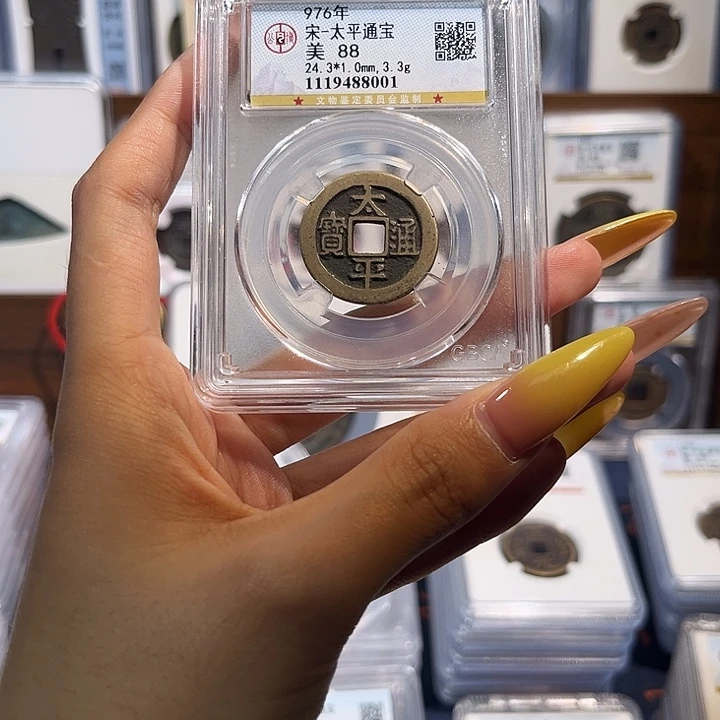 976年
宋-太平通宝
美 88
24.3*1.0mm,3.3g
1119488001
★ 文物鉴定委员会监制 ★
太
寶 通
平